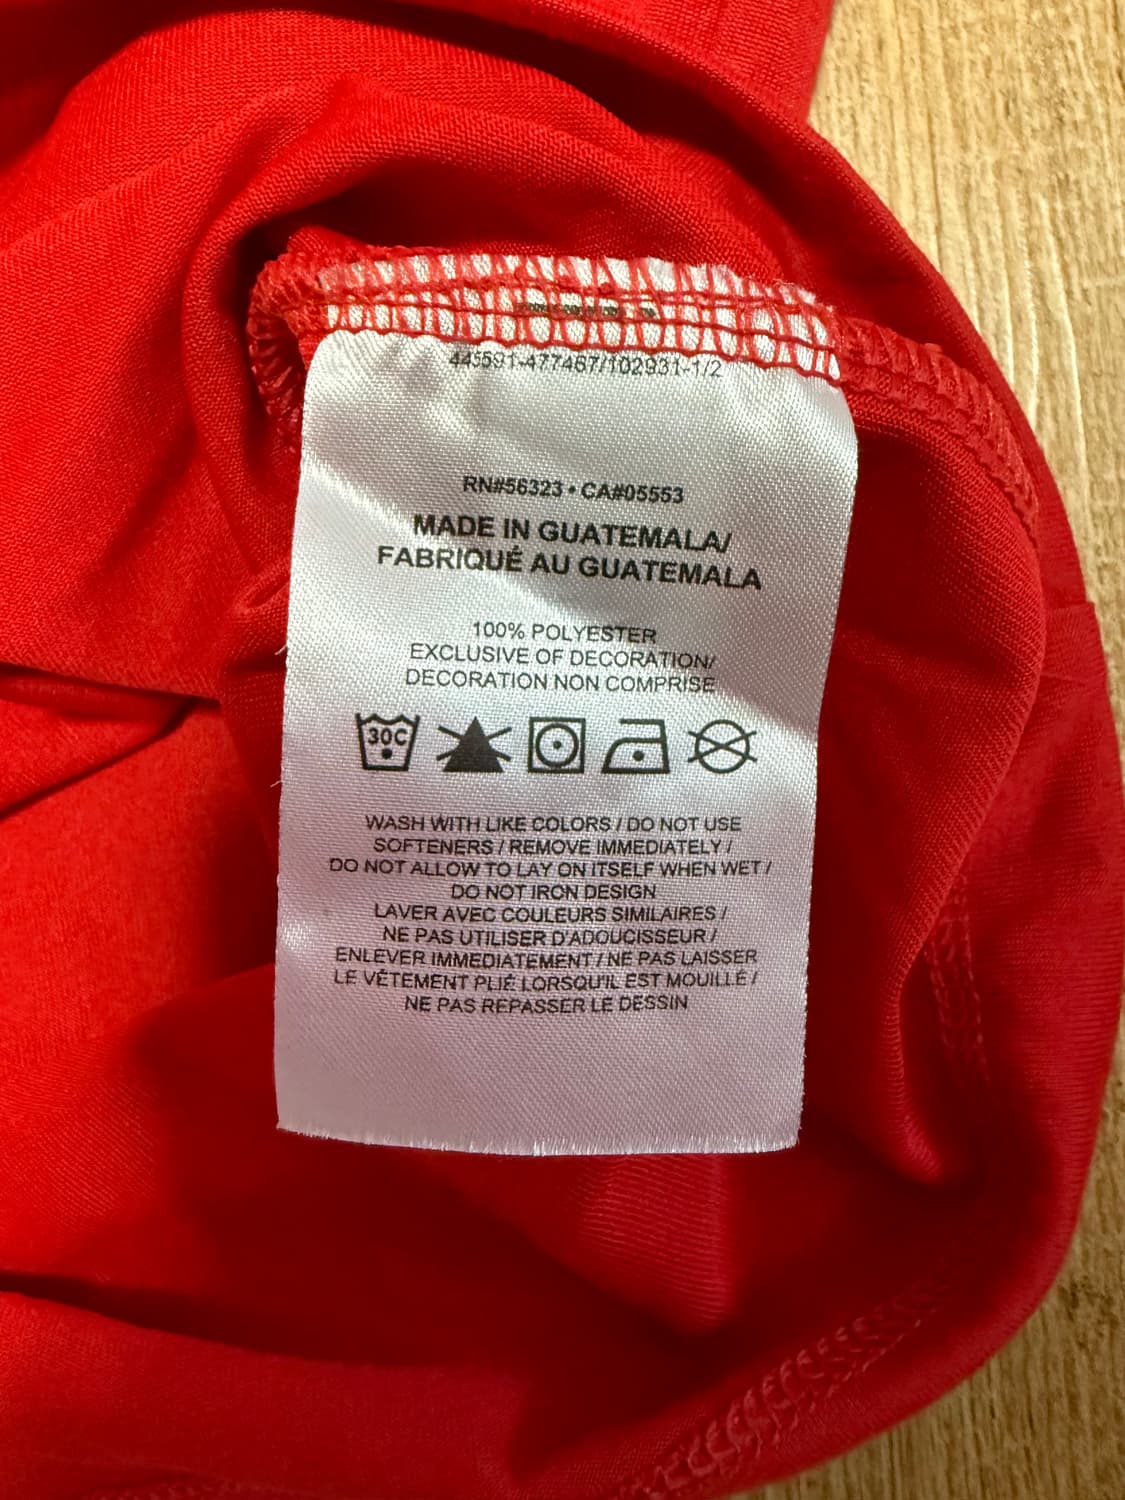 445591-477467/102931-1/2
RN#56323 • CA#05553
MADE IN GUATEMALA/
FABRIQUÉ AU GUATEMALA
100% POLYESTER
EXCLUSIVE OF DECORATION/
DECORATION NON COMPRISE
30C
WASH WITH LIKE COLORS / DO NOT USE
SOFTENERS / REMOVE IMMEDIATELY /
DO NOT ALLOW TO LAY ON ITSELF WHEN WET /
DO NOT IRON DESIGN
LAVER AVEC COULEURS SIMILAIRES /
NE PAS UTILISER D'ADOUCISSEUR /
ENLEVER IMMEDIATEMENT / NE PAS LAISSER
LE VÊTEMENT PLIÉ LORSQU'IL EST MOUILLÉ /
NE PAS REPASSER LE DESSIN